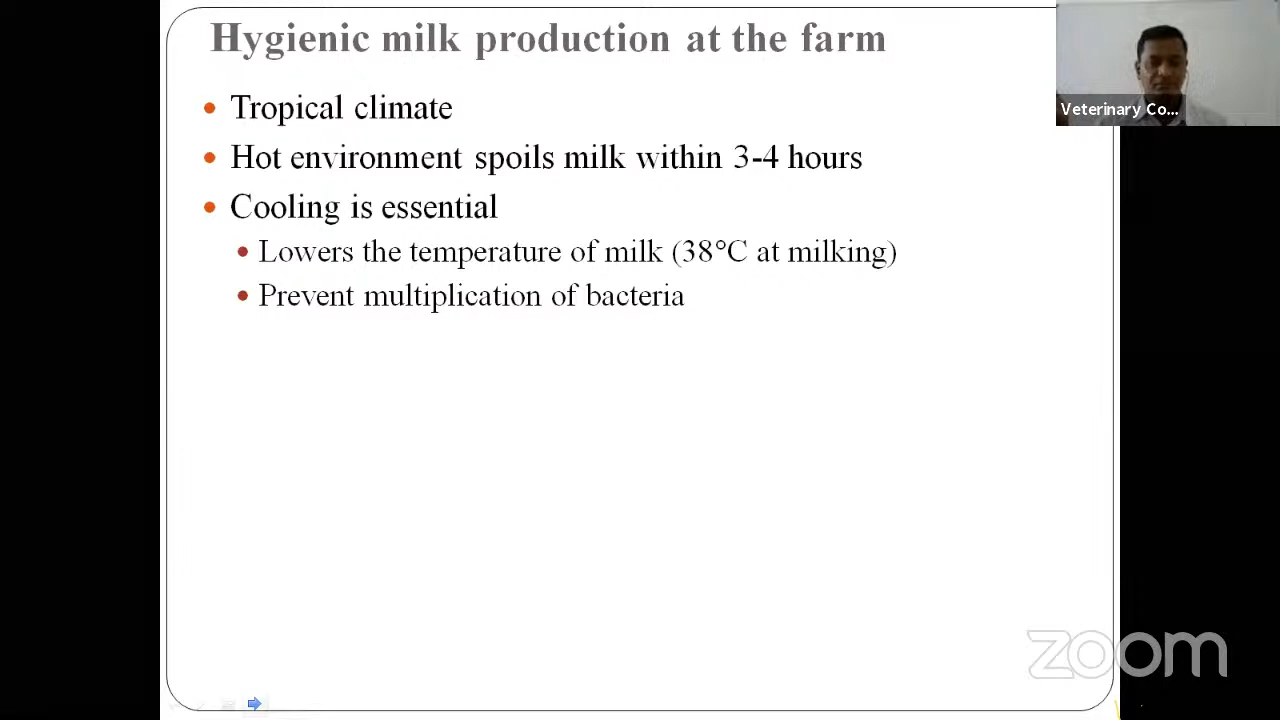 Hygienic milk production at the farm
Veterinary Co...
Tropical climate
Hot environment spoils milk within 3-4 hours
Cooling is essential
Lowers the temperature of milk (38°C at milking)
Prevent multiplication of bacteria
zoom